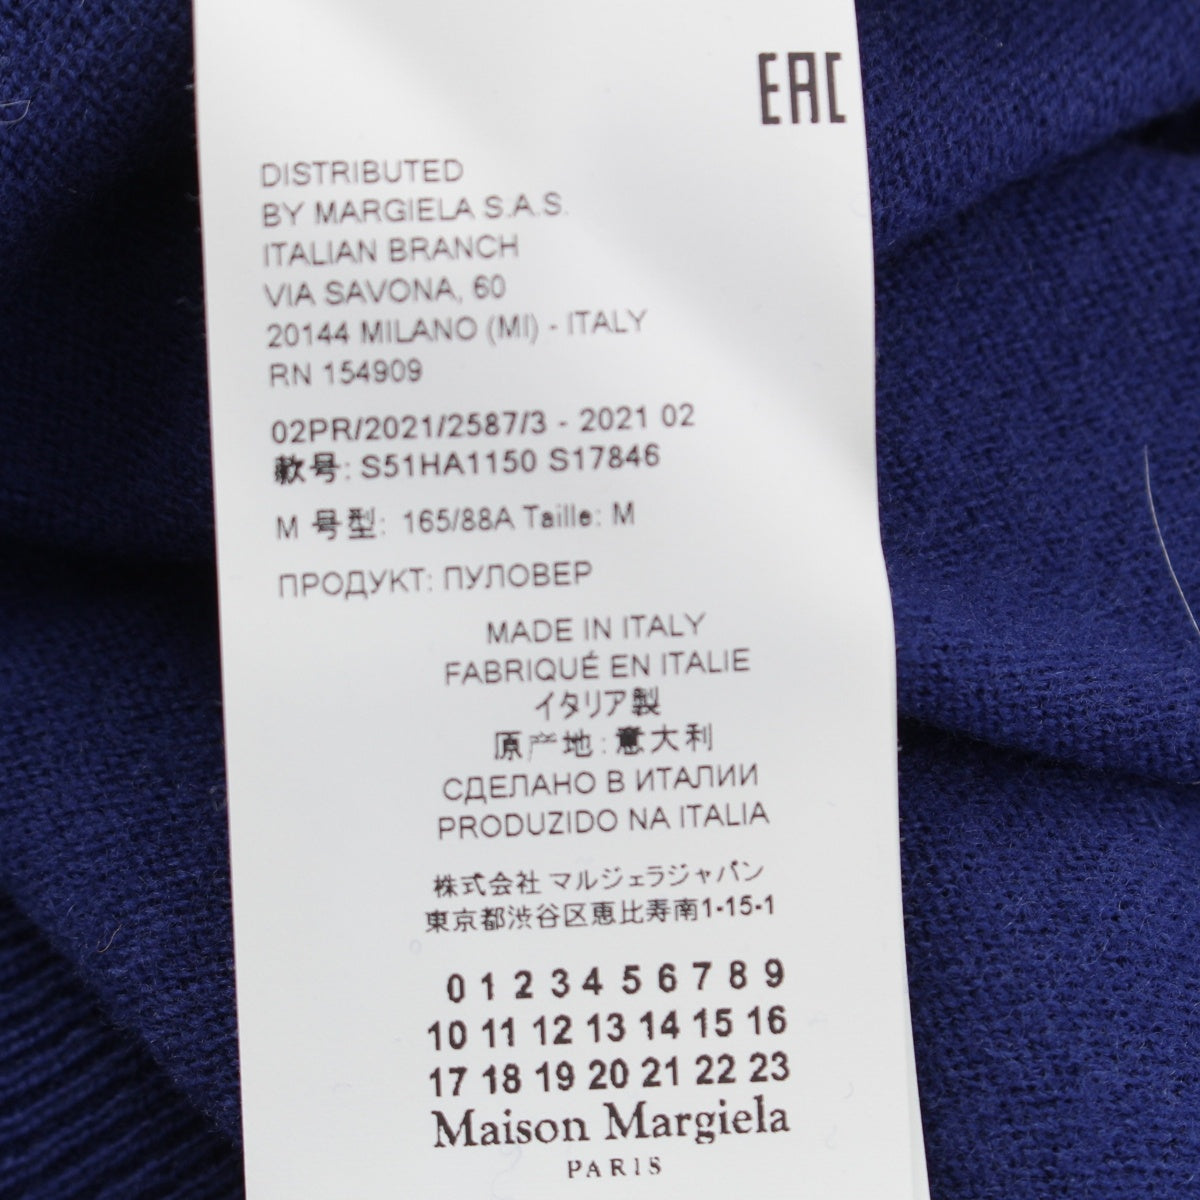 EAC
DISTRIBUTED
BY MARGIELA S.A.S.
ITALIAN BRANCH
VIA SAVONA, 60
20144 MILANO (MI) - ITALY
RN 154909
02PR/2021/2587/3 - 2021 02
款号: S51HA1150 S17846
M 号型: 165/88A Taille: M
ПРОДУКТ: ПУЛОВЕР
MADE IN ITALY
FABRIQUÉ EN ITALIE
イタリア製
原产地:意大利
СДЕЛАНО В ИТАЛИИ
PRODUZIDO NA ITALIA
株式会社 マルジェラジャパン
東京都渋谷区恵比寿南1-15-1
0 1 2 3 4 5 6 7 8 9
10 11 12 13 14 15 16
17 18 19 20 21 22 23
Maison Margiela
PARIS